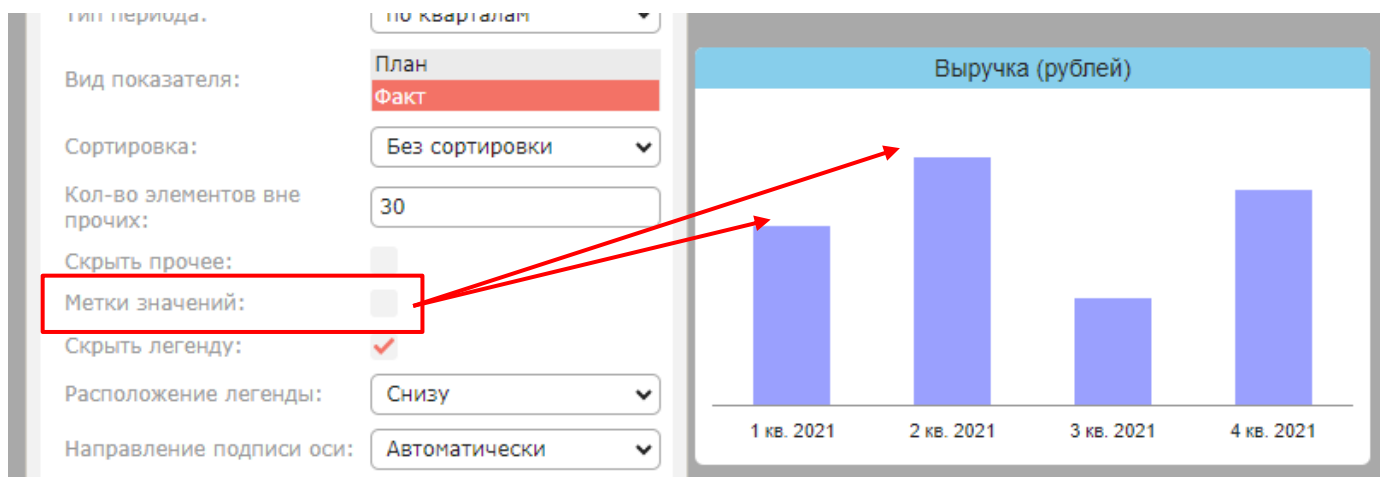 Тип периода:
по кварталам
Вид показателя:
План
Факт
Сортировка:
Без сортировки
Кол-во элементов вне
прочих:
30
Скрыть прочее:
Метки значений:
Скрыть легенду:
Расположение легенды:
Снизу
Направление подписи оси:
Автоматически
Выручка (рублей)
1 кв. 2021
2 кв. 2021
3 кв. 2021
4 кв. 2021